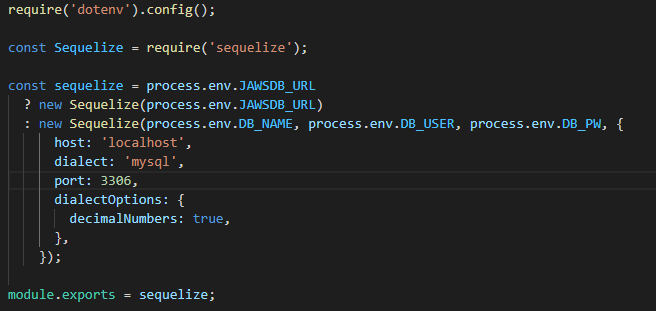 require('dotenv').config();
const Sequelize = require('sequelize');
const sequelize = process.env.JAWSDB_URL
? new Sequelize(process.env.JAWSDB_URL)
: new Sequelize(process.env.DB_NAME, process.env.DB_USER, process.env.DB_PW, {
host: 'localhost',
dialect: 'mysql',
port: 3306,
dialectOptions: {
decimalNumbers: true,
},
});
module.exports = sequelize;